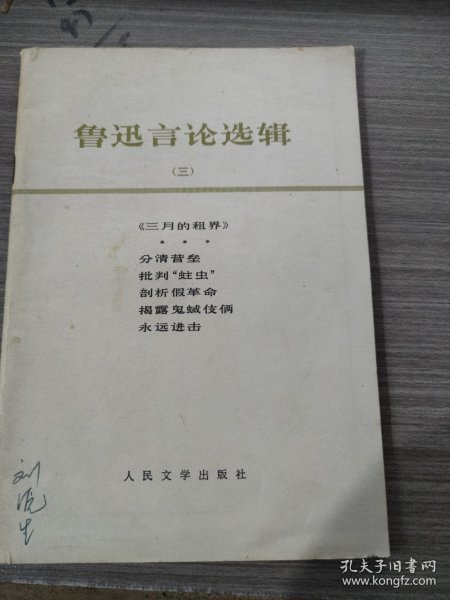 鲁迅言论选辑
（三）
《三月的租界》
* * *
分清营垒
批判“蛀虫”
剖析假革命
揭露鬼蜮伎俩
永远进击
人民文学出版社
刘
生
孔夫子旧书网
www.kongfz.com